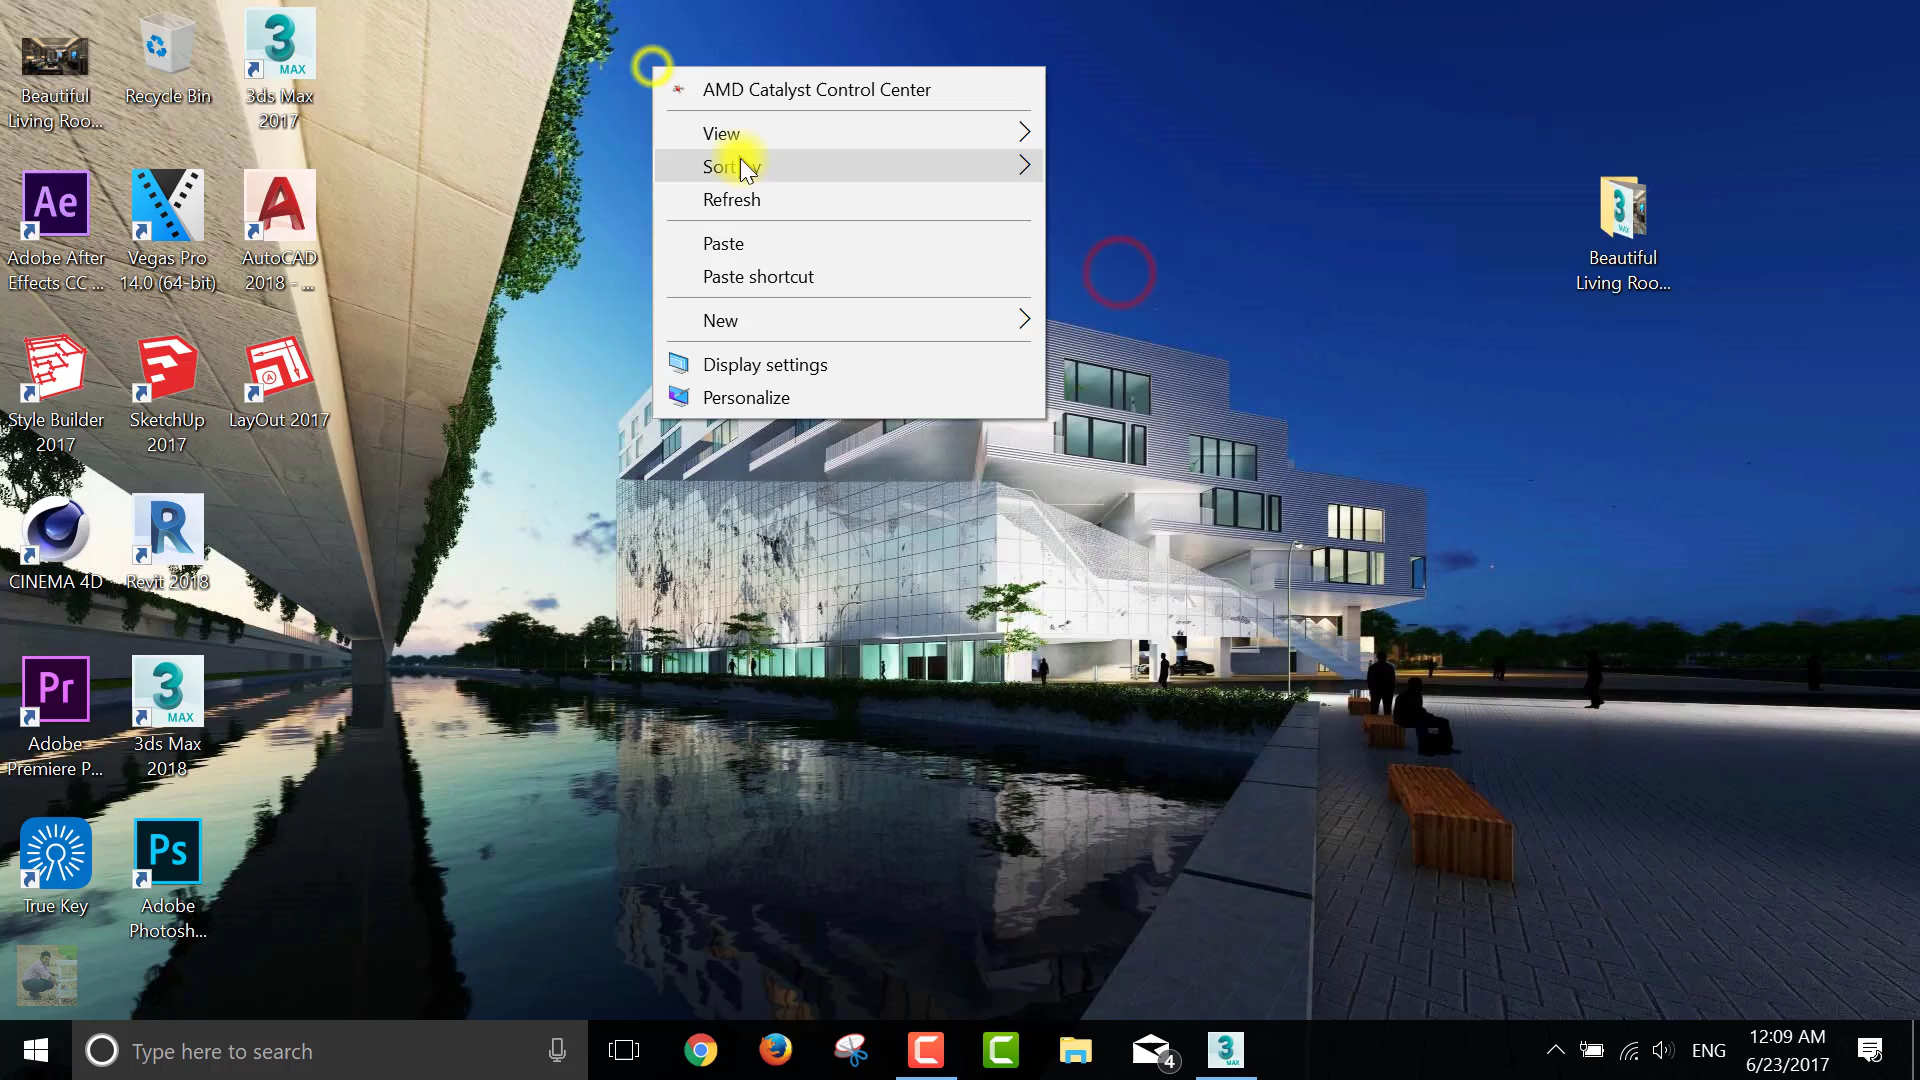 Beautiful
Living Roo...
Recycle Bin
3
MAX
3ds Max
2017
Ae
Adobe After
Effects CC ...
Vegas Pro
14.0 (64-bit)
AutoCAD
2018 - ...
Style Builder
2017
SketchUp
2017
LayOut 2017
CINEMA 4D
R
Revit 2018
Pr
Adobe
Premiere P...
3
MAX
3ds Max
2018
True Key
Ps
Adobe
Photosh...
AMD Catalyst Control Center
View
Sort by
Refresh
Paste
Paste shortcut
New
Display settings
Personalize
3
MAX
Beautiful
Living Roo...
Type here to search
4
3
MAX
ENG
12:09 AM
6/23/2017